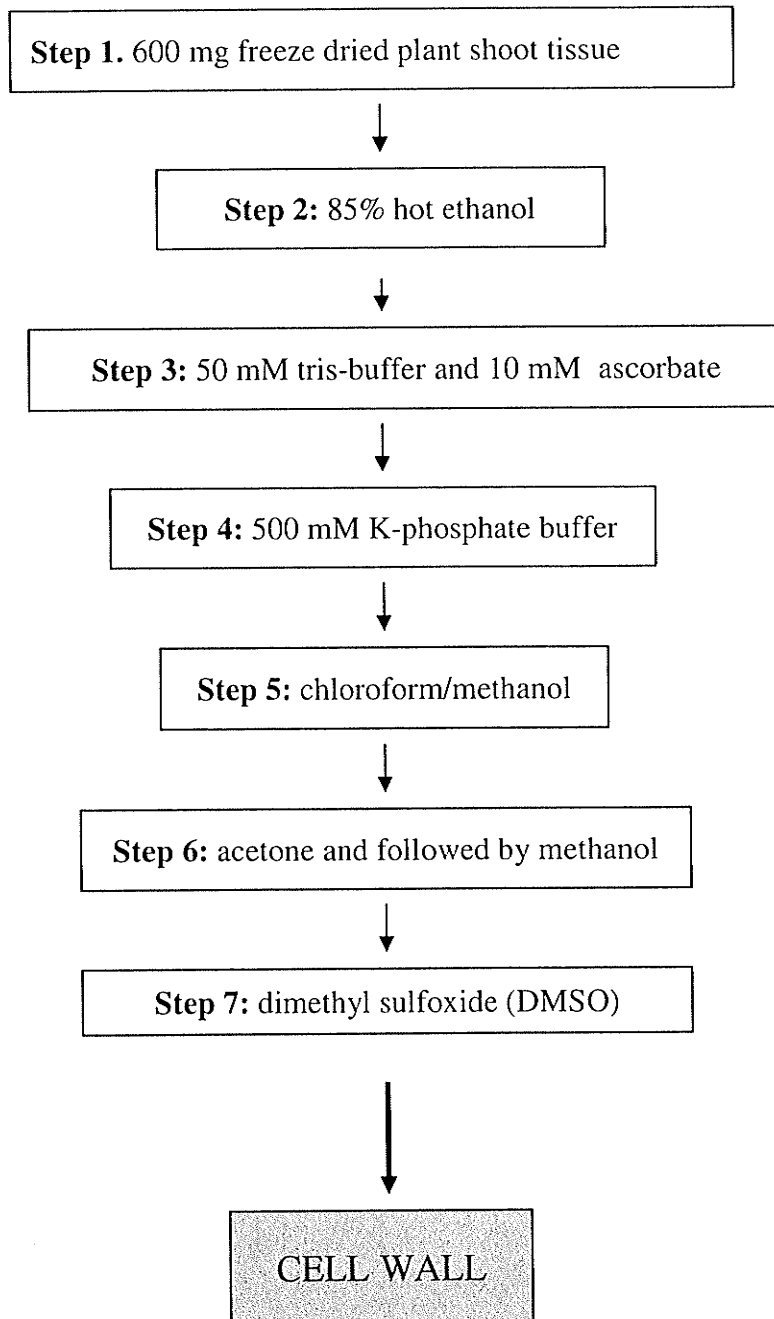 Step 1. 600 mg freeze dried plant shoot tissue
Step 2: 85% hot ethanol
Step 3: 50 mM tris-buffer and 10 mM ascorbate
Step 4: 500 mM K-phosphate buffer
Step 5: chloroform/methanol
Step 6: acetone and followed by methanol
Step 7: dimethyl sulfoxide (DMSO)
CELL WALL